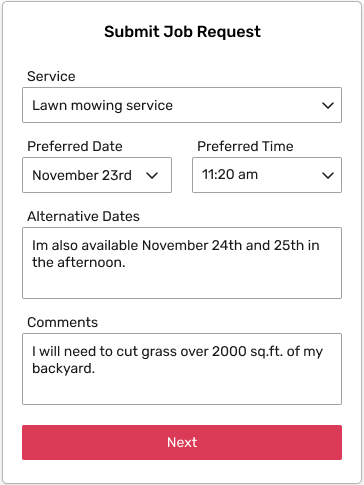 Submit Job Request
Service
Lawn mowing service
Preferred Date
Preferred Time
November 23rd
11:20 am
Alternative Dates
Im also available November 24th and 25th in
the afternoon.
Comments
I will need to cut grass over 2000 sq.ft. of my
backyard.
Next